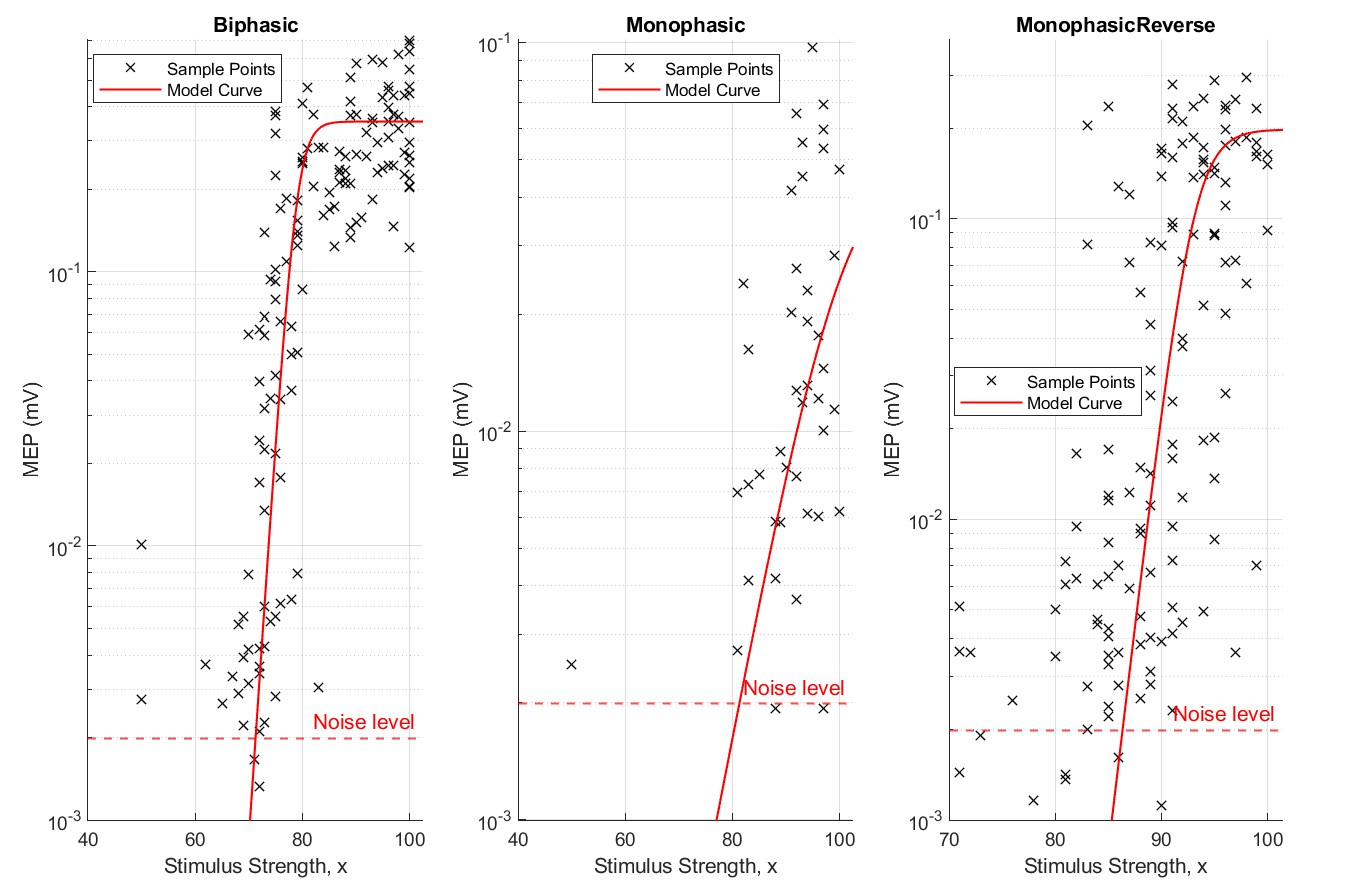 Biphasic
Sample Points
Model Curve
10^-1
10^-2
10^-3
MEP (mV)
Noise level
40 60 80 100
Stimulus Strength, x
Monophasic
Sample Points
Model Curve
10^-1
10^-2
10^-3
MEP (mV)
Noise level
40 60 80 100
Stimulus Strength, x
MonophasicReverse
10^-1
Sample Points
Model Curve
10^-2
10^-3
MEP (mV)
Noise level
70 80 90 100
Stimulus Strength, x